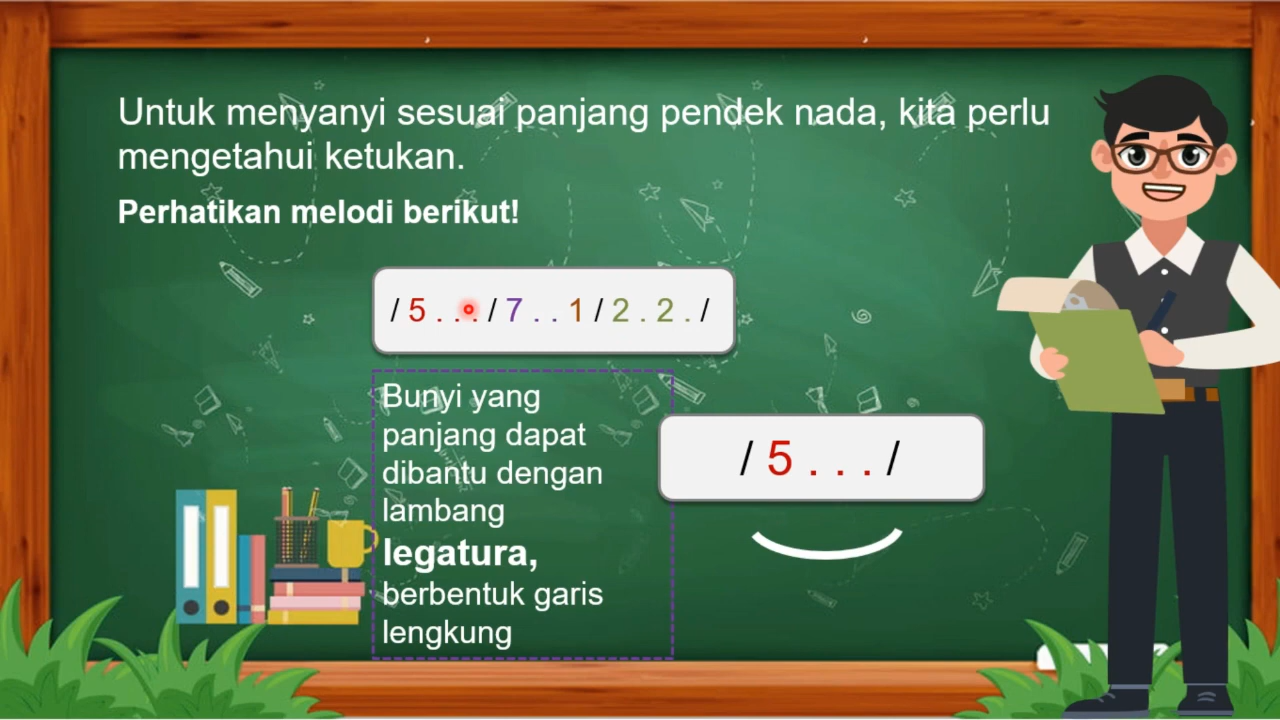 Untuk menyanyi sesuai panjang pendek nada, kita perlu
mengetahui ketukan.
Perhatikan melodi berikut!
/ 5 . . . / 7 . . 1 / 2 . 2 . /
Bunyi yang
panjang dapat
dibantu dengan
lambang
legatura,
berbentuk garis
lengkung
/ 5 . . . /